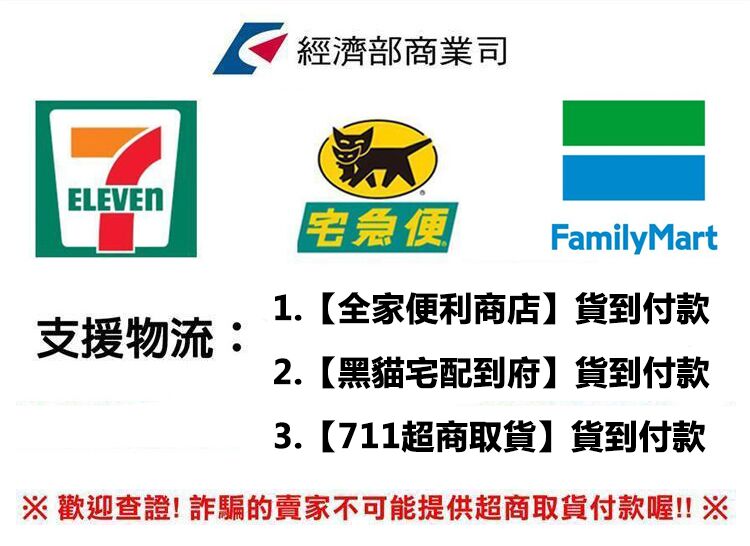 經濟部商業司
ELEVEN
宅急便
FamilyMart
支援物流：
1.【全家便利商店】貨到付款
2.【黑貓宅配到府】貨到付款
3.【711超商取貨】貨到付款
※ 歡迎查證! 詐騙的賣家不可能提供超商取貨付款喔!! ※